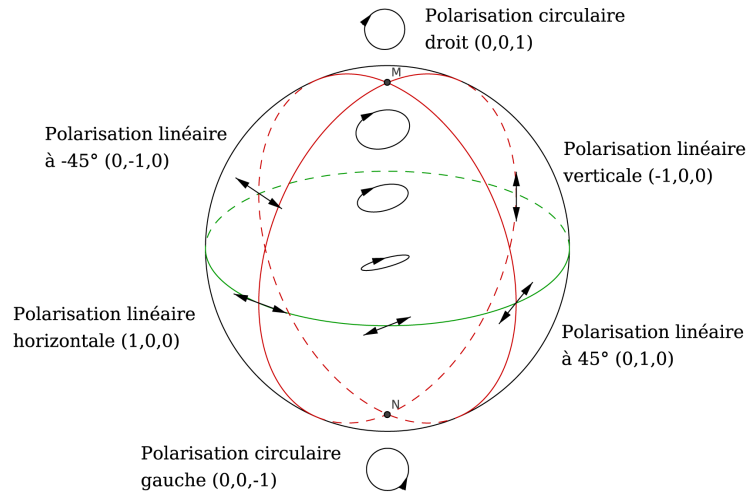 Polarisation circulaire
droit (0,0,1)
M
Polarisation linéaire
à -45° (0,-1,0)
Polarisation linéaire
verticale (-1,0,0)
Polarisation linéaire
horizontale (1,0,0)
Polarisation linéaire
à 45° (0,1,0)
N
Polarisation circulaire
gauche (0,0,-1)